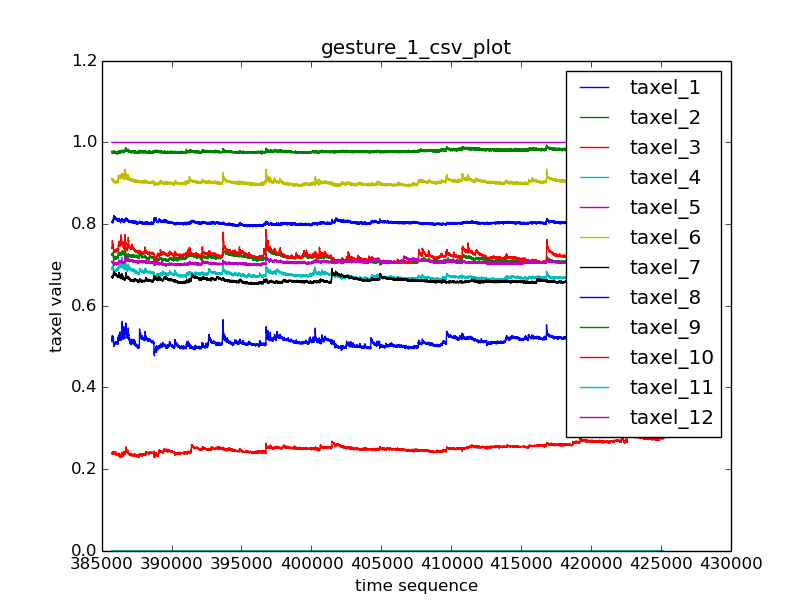 gesture_1_csv_plot
1.2
1.0
0.8
0.6
0.4
0.2
0.0
taxel value
taxel_1
taxel_2
taxel_3
taxel_4
taxel_5
taxel_6
taxel_7
taxel_8
taxel_9
taxel_10
taxel_11
taxel_12
385000 390000 395000 400000 405000 410000 415000 420000 425000 430000
time sequence